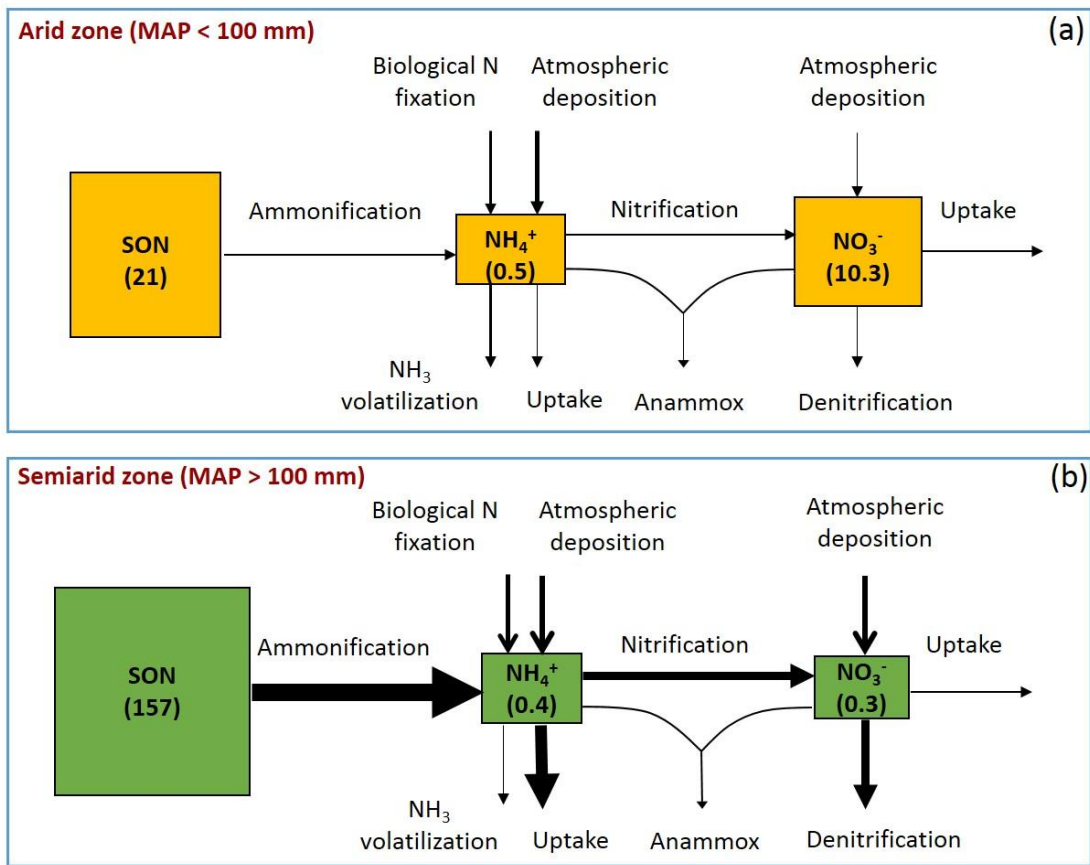 Arid zone (MAP < 100 mm)
(a)
Biological N
fixation
Atmospheric
deposition
Atmospheric
deposition
SON
(21)
Ammonification
NH₄⁺
(0.5)
Nitrification
NO₃⁻
(10.3)
Uptake
NH₃
volatilization
Uptake
Anammox
Denitrification
Semiarid zone (MAP > 100 mm)
(b)
Biological N
fixation
Atmospheric
deposition
Atmospheric
deposition
SON
(157)
Ammonification
NH₄⁺
(0.4)
Nitrification
NO₃⁻
(0.3)
Uptake
NH₃
volatilization
Uptake
Anammox
Denitrification